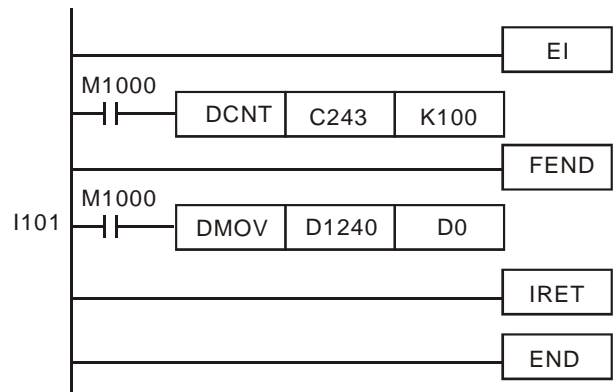 EI
M1000
DCNT C243 K100
FEND
M1000
I101 DMOV D1240 D0
IRET
END